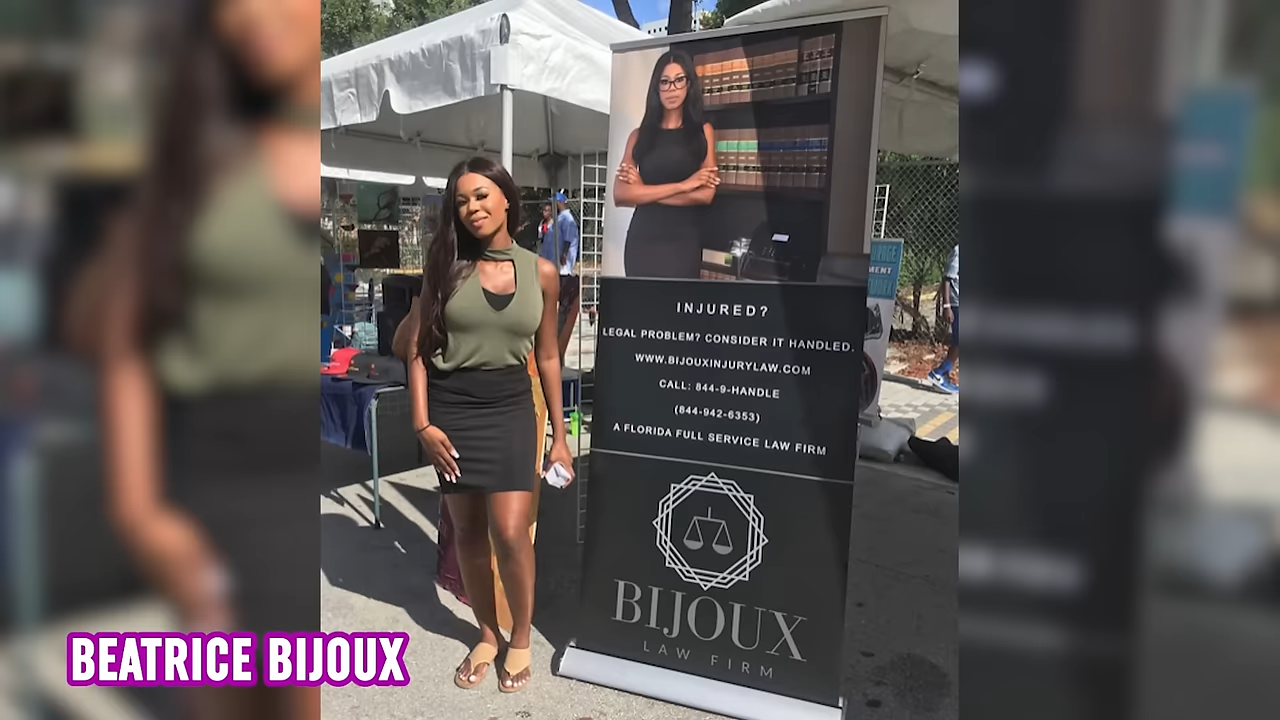 INJURED?
LEGAL PROBLEM? CONSIDER IT HANDLED.
WWW.BIJOUXINJURYLAW.COM
CALL: 844-9-HANDLE
(844-942-6353)
A FLORIDA FULL SERVICE LAW FIRM
BIJOUX
LAW FIRM
MENT
BEATRICE BIJOUX